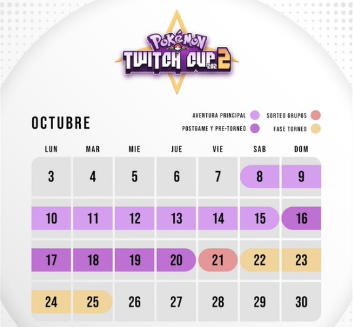 POKÉMON
TWITCH CUP 2
AVENTURA PRINCIPAL SORTEO GRUPOS
OCTUBRE
POSTGAME Y PRE-TORNEO FASE TORNEO
LUN MAR MIE JUE VIE SAB DOM
3 4 5 6 7 8 9
10 11 12 13 14 15 16
17 18 19 20 21 22 23
24 25 26 27 28 29 30